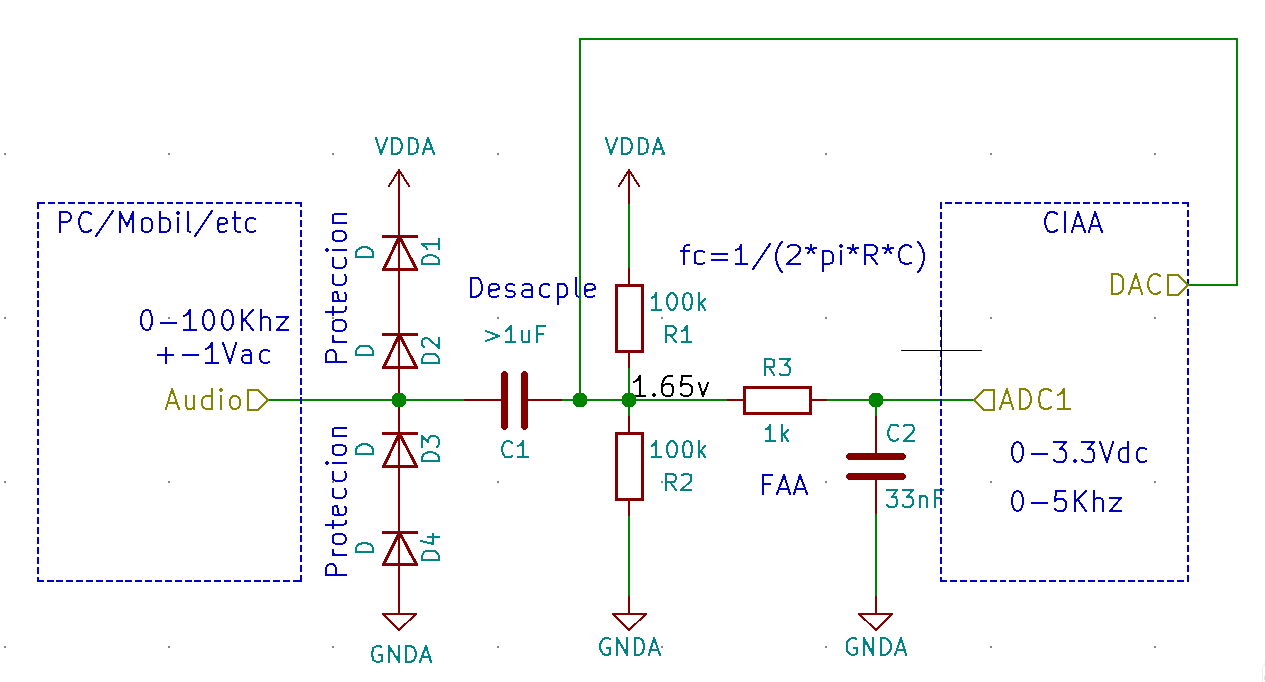 VDDA
VDDA
PC/Mobil/etc
CIAA
Proteccion
D
D1
fc=1/(2*pi*R*C)
DAC
Desacple
0-100Khz
+-1Vac
100k
R1
>1uF
D
D2
R3
1.65v
Audio
ADC1
1k
C1
C2
Proteccion
D
D3
100k
R2
0-3.3Vdc
FAA
33nF
0-5Khz
D
D4
GNDA
GNDA
GNDA